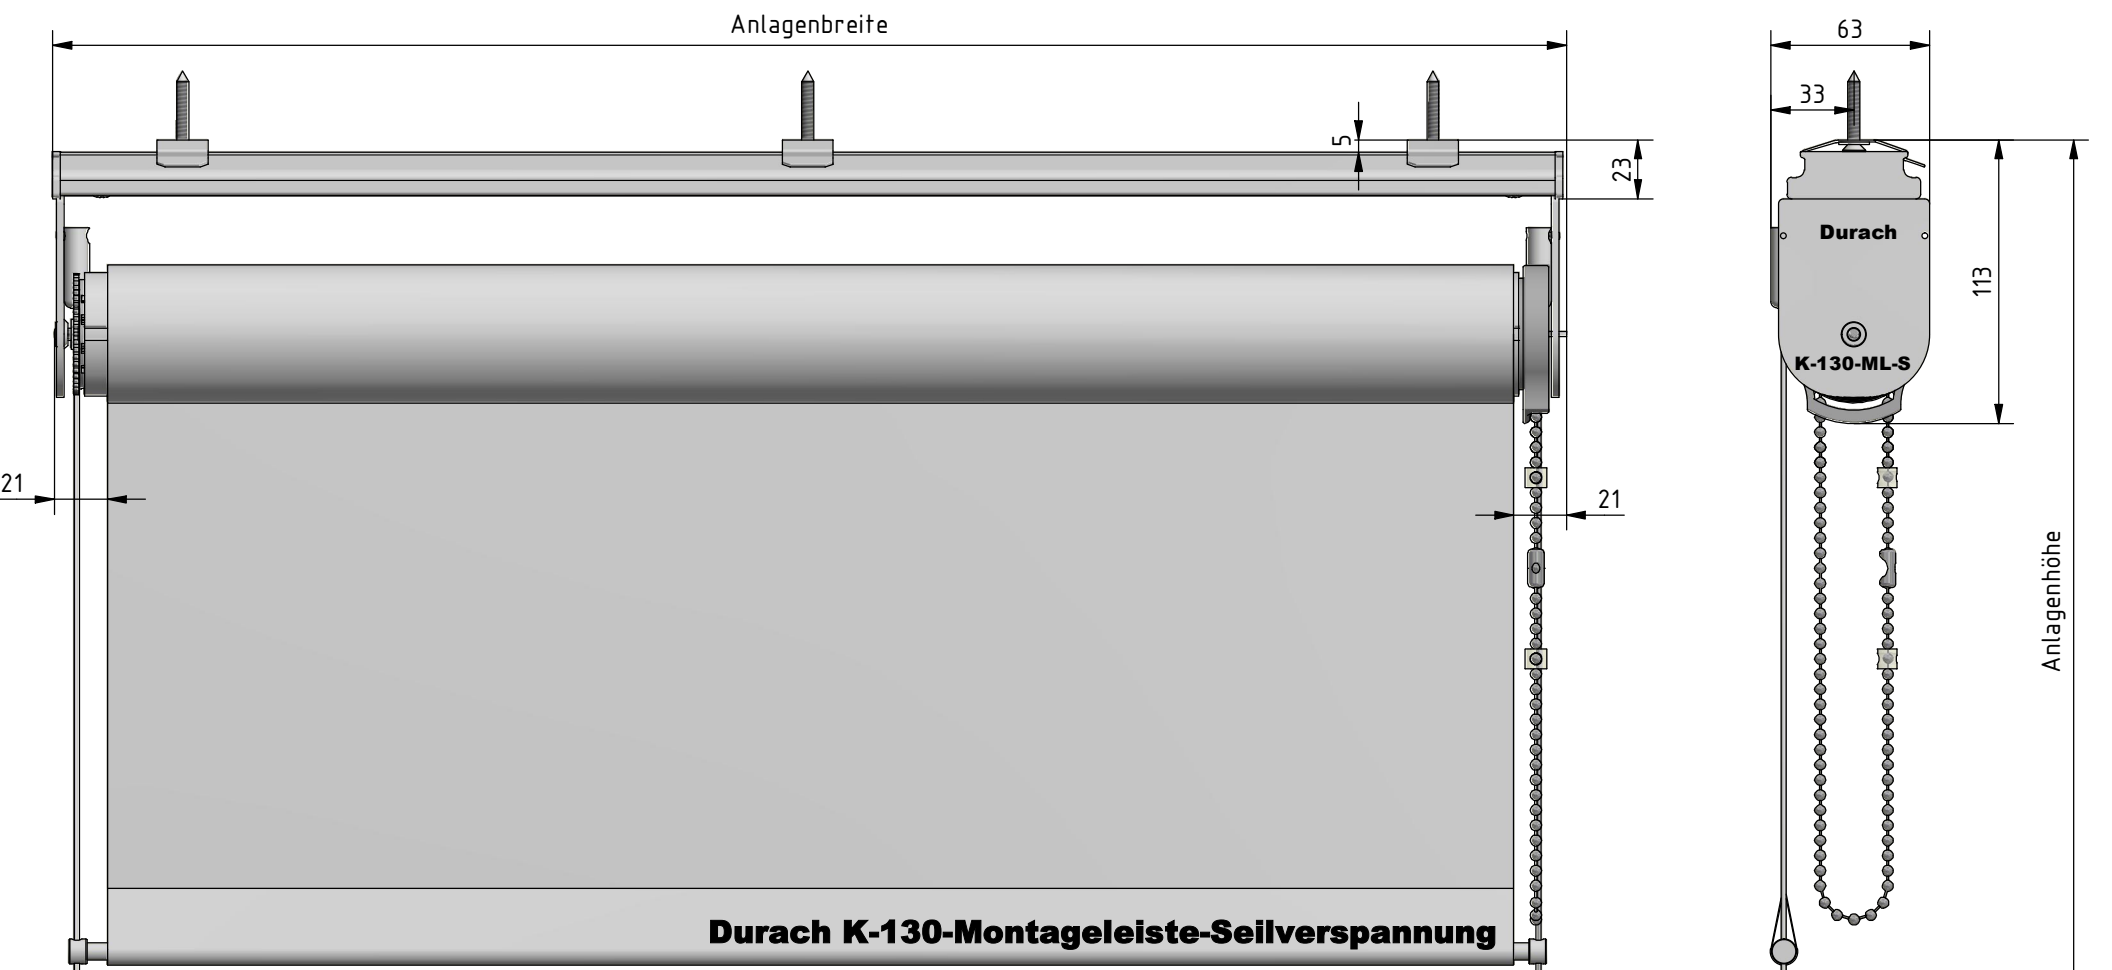 Anlagenbreite
63
33
5
23
Durach
113
K-130-ML-S
21
21
Anlagenhöhe
Durach K-130-Montageleiste-Seilverspannung